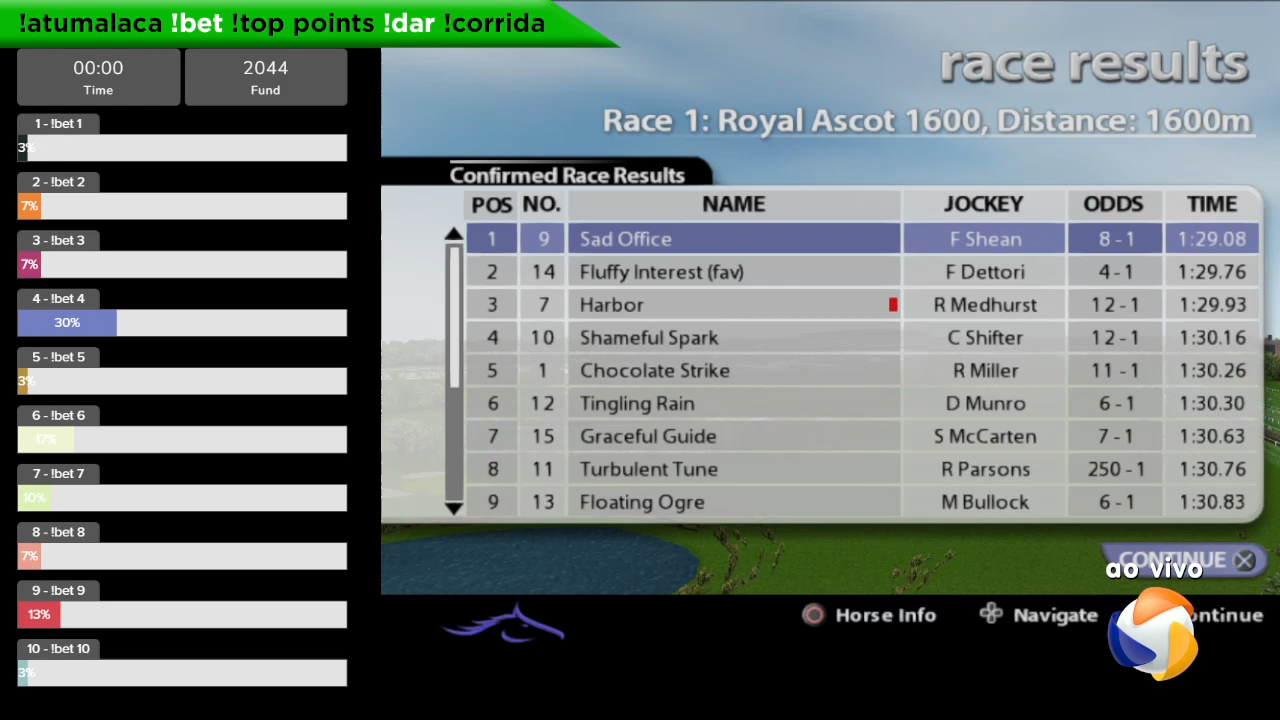 !atumalaca !bet !top points !dar !corrida
00:00
Time
2044
Fund
1 - !bet 1
3%
2 - !bet 2
7%
3 - !bet 3
7%
4 - !bet 4
30%
5 - !bet 5
3%
6 - !bet 6
17%
7 - !bet 7
10%
8 - !bet 8
7%
9 - !bet 9
13%
10 - !bet 10
3%
race results
Race 1: Royal Ascot 1600, Distance: 1600m
Confirmed Race Results
POS NO. NAME JOCKEY ODDS TIME
1 9 Sad Office F Shean 8 - 1 1:29.08
2 14 Fluffy Interest (fav) F Dettori 4 - 1 1:29.76
3 7 Harbor R Medhurst 12 - 1 1:29.93
4 10 Shameful Spark C Shifter 12 - 1 1:30.16
5 1 Chocolate Strike R Miller 11 - 1 1:30.26
6 12 Tingling Rain D Munro 6 - 1 1:30.30
7 15 Graceful Guide S McCarten 7 - 1 1:30.63
8 11 Turbulent Tune R Parsons 250 - 1 1:30.76
9 13 Floating Ogre M Bullock 6 - 1 1:30.83
CONTINUE
ao vivo
Horse Info Navigate ontinue